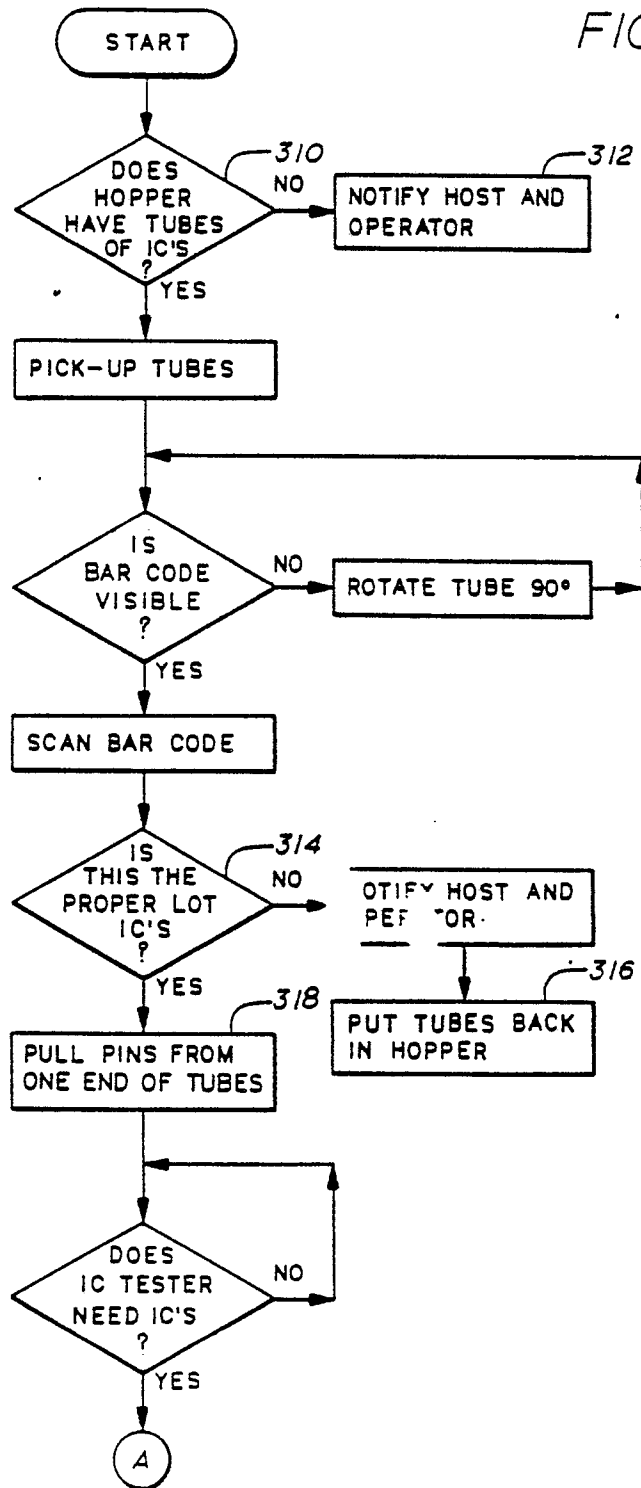 FIG
START
DOES
HOPPER
HAVE TUBES
OF IC'S
?
310
NO
312
NOTIFY HOST AND
OPERATOR
YES
PICK-UP TUBES
IS
BAR CODE
VISIBLE
?
NO
ROTATE TUBE 90°
YES
SCAN BAR CODE
IS
THIS THE
PROPER LOT
IC'S
?
314
NO
OTIFY HOST AND
YES
316
PUT TUBES BACK
IN HOPPER
318
PULL PINS FROM
ONE END OF TUBES
DOES
IC TESTER
NEED IC'S
?
NO
YES
A